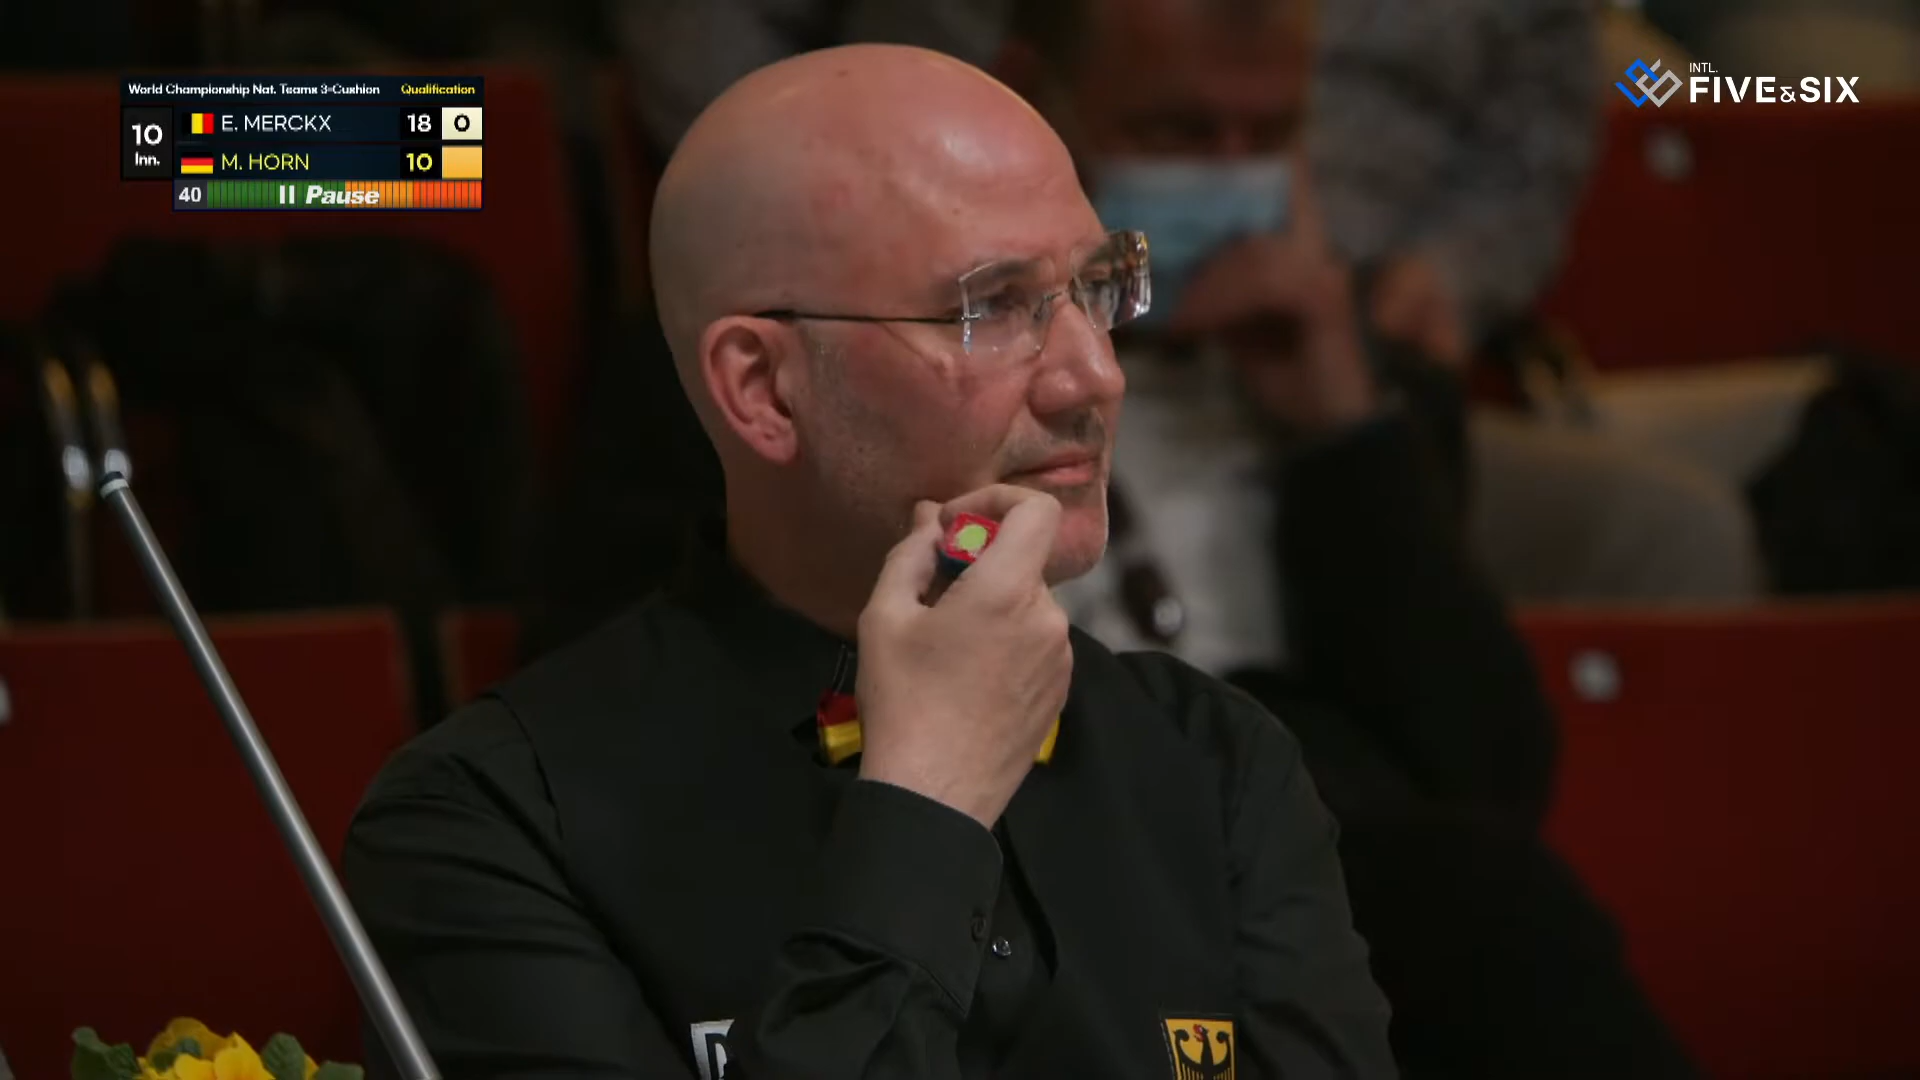 World Championship Nat. Teams 3-Cushion Qualification
10 Inn.
E. MERCKX 18 0
M. HORN 10
40 Pause
INTL.
FIVE&SIX